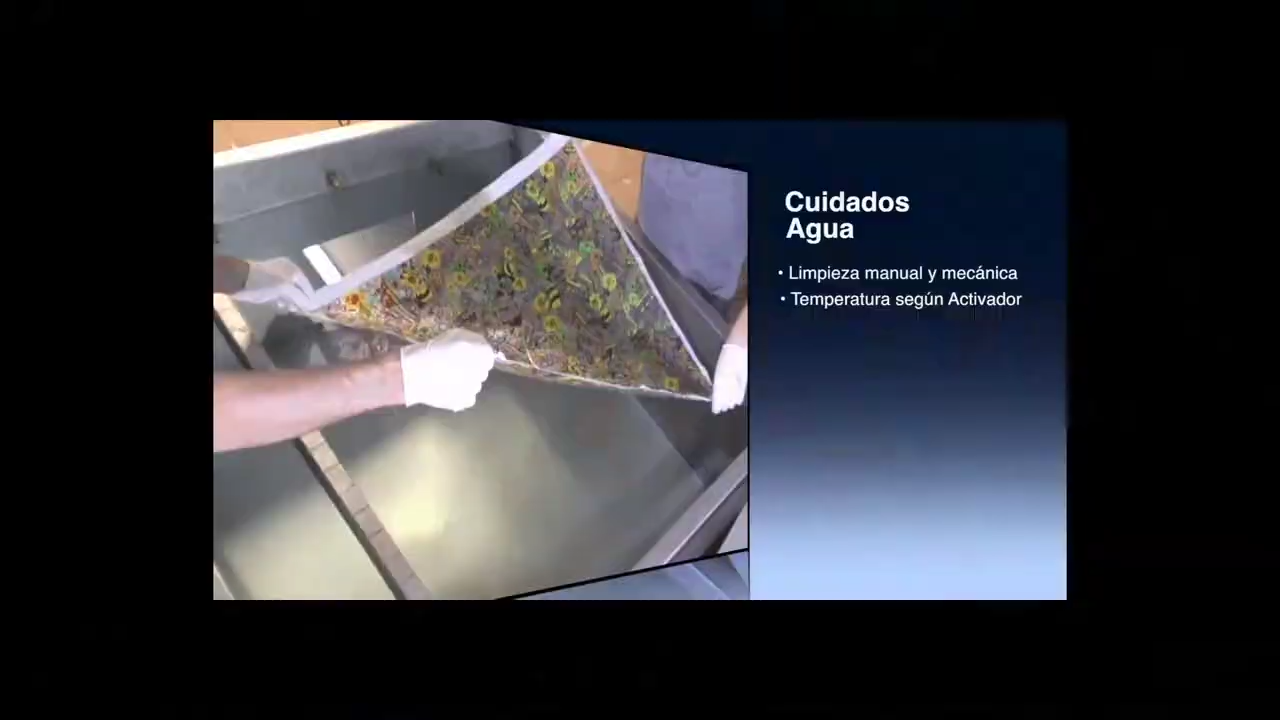 Cuidados
Agua
• Limpieza manual y mecánica
• Temperatura según Activador